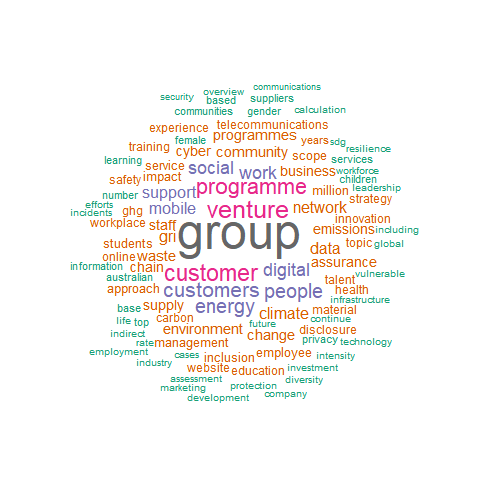 communications
overview
security
based
suppliers
communities
gender
calculation
experience
telecommunications
female
programmes
years
sdg
training
cyber
community
resilience
learning
service
social
scope
services
impact
work
business
workforce
safety
children
support
programme
million
leadership
number
strategy
efforts
ghg
mobile
venture
network
incidents
innovation
workplace
staff
group
emissions
including
gri
students
data
topic
global
online
waste
information
chain
customer
digital
assurance
australian
talent
vulnerable
approach
customers
people
health
infrastructure
base
supply
energy
climate
material
life
top
carbon
future
continue
indirect
environment
change
disclosure
privacy
technology
rate
management
employment
cases
inclusion
employee
intensity
industry
website
education
investment
assessment
diversity
marketing
protection
development
company